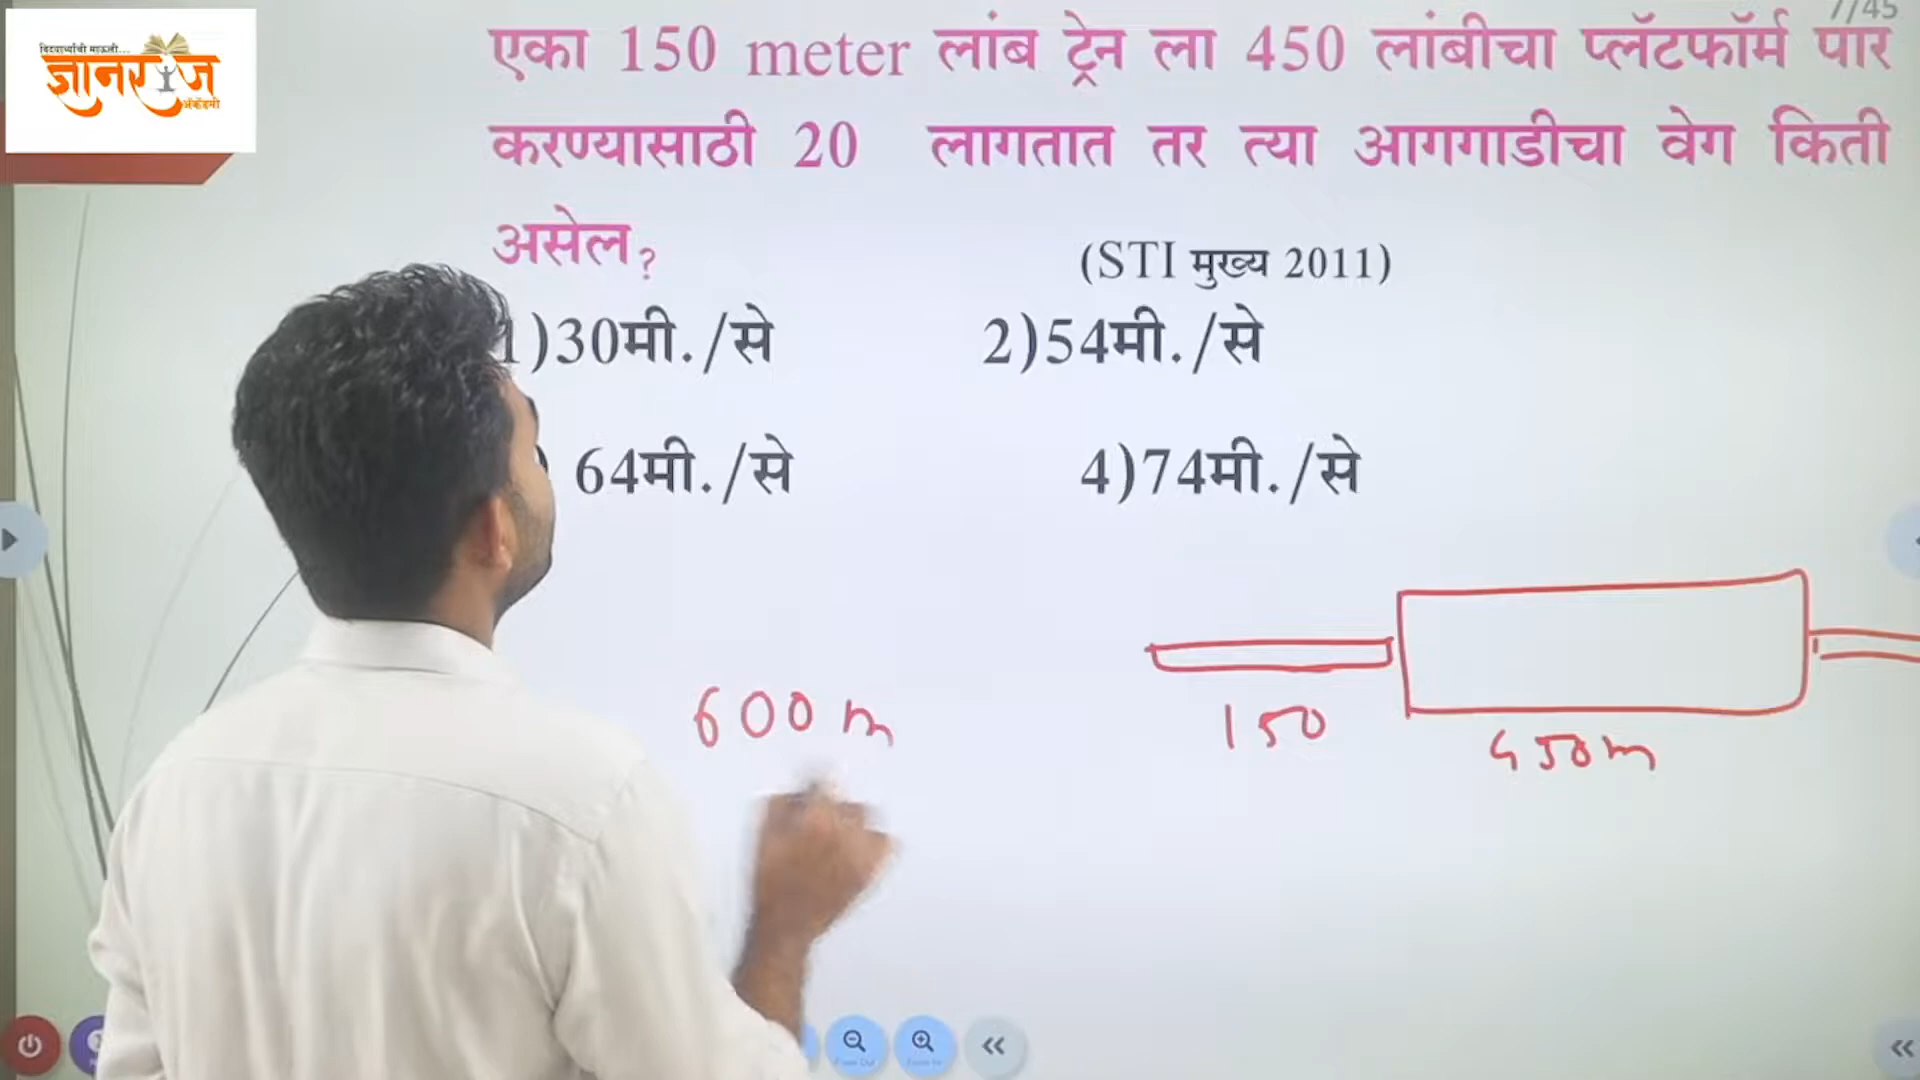 विद्यार्थ्यांची माऊली...
ज्ञानराज
अ‍ॅकॅडमी
7/45
एका 150 meter लांब ट्रेन ला 450 लांबीचा प्लॅटफॉर्म पार
करण्यासाठी 20 लागतात तर त्या आगगाडीचा वेग किती
असेल?
(STI मुख्य 2011)
1)30मी./से 2)54मी./से
) 64मी./से 4)74मी./से
600 m
150
450m